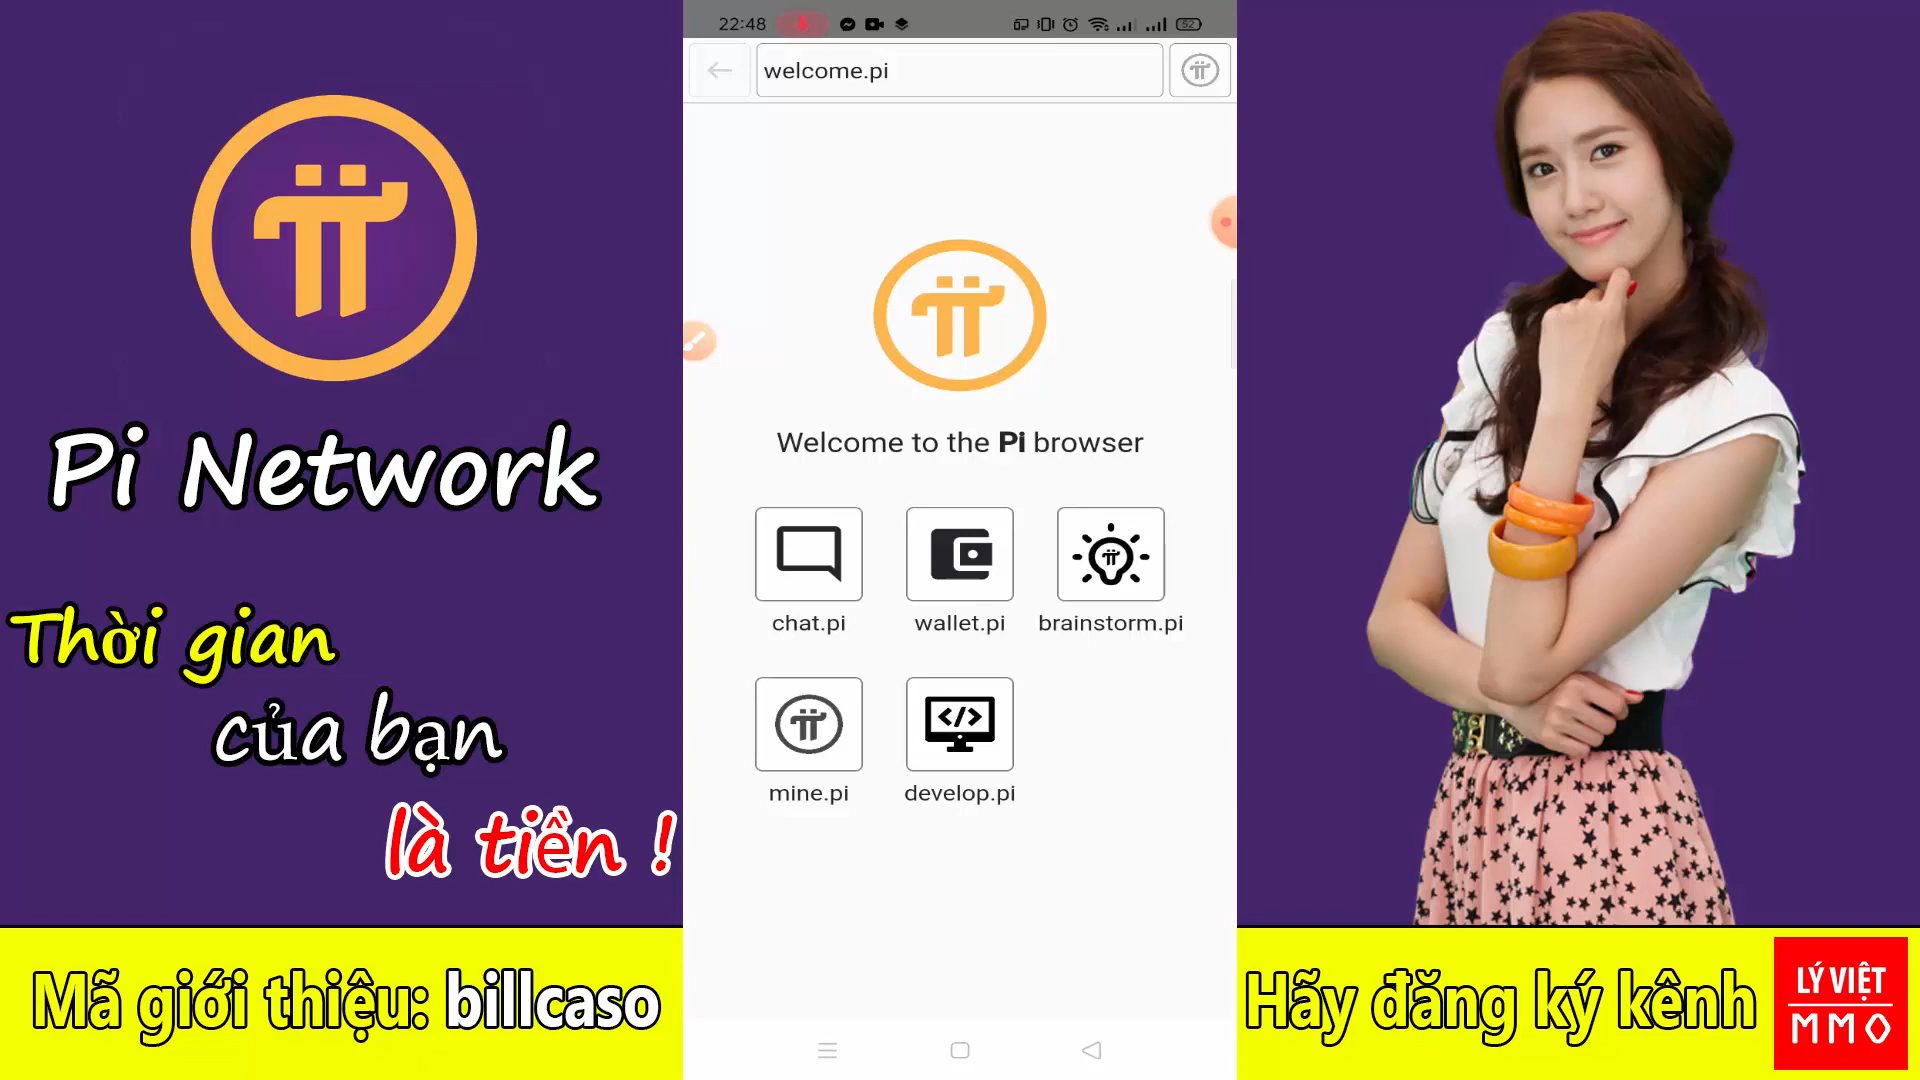 Pi Network
Thời gian
của bạn
là tiền !
Mã giới thiệu: billcaso
22:48
52
welcome.pi
Welcome to the Pi browser
chat.pi
wallet.pi
brainstorm.pi
</>
mine.pi
develop.pi
Hãy đăng ký kênh
LÝ VIỆT
MMO